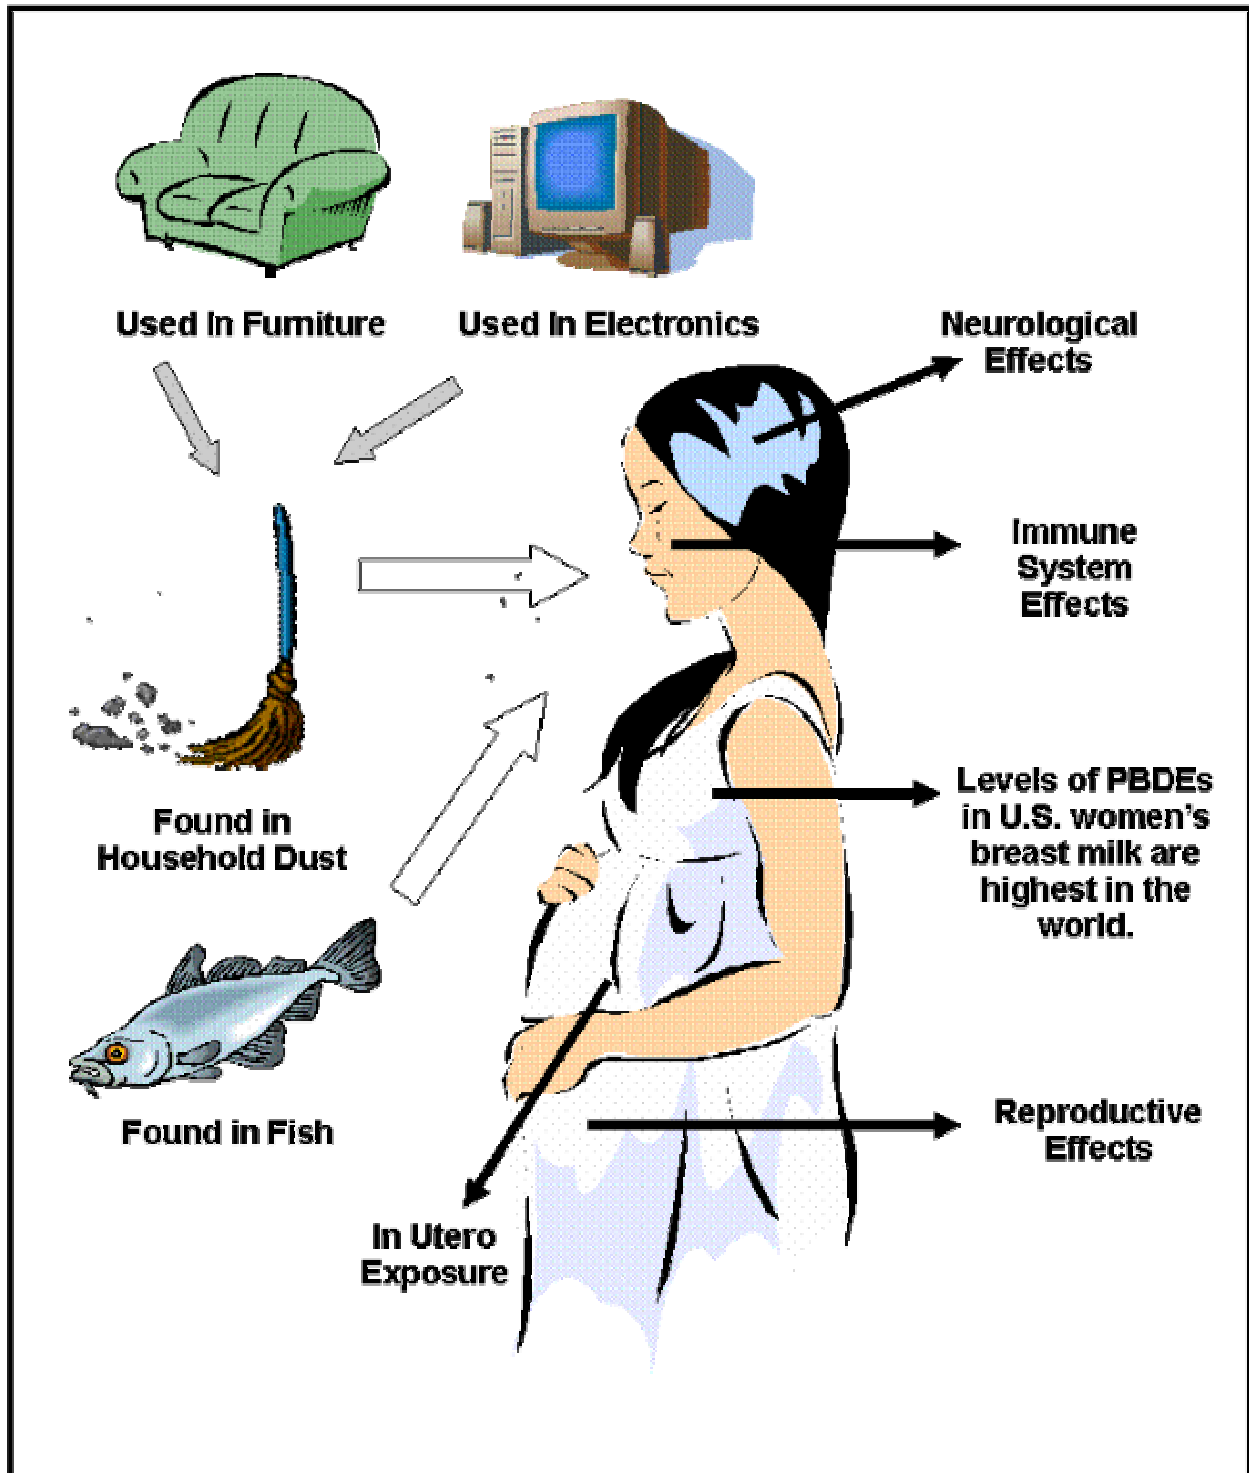 Used In Furniture
Used In Electronics
Neurological
Effects
Immune
System
Effects
Found in
Household Dust
Levels of PBDEs
in U.S. women's
breast milk are
highest in the
world.
Found in Fish
Reproductive
Effects
In Utero
Exposure